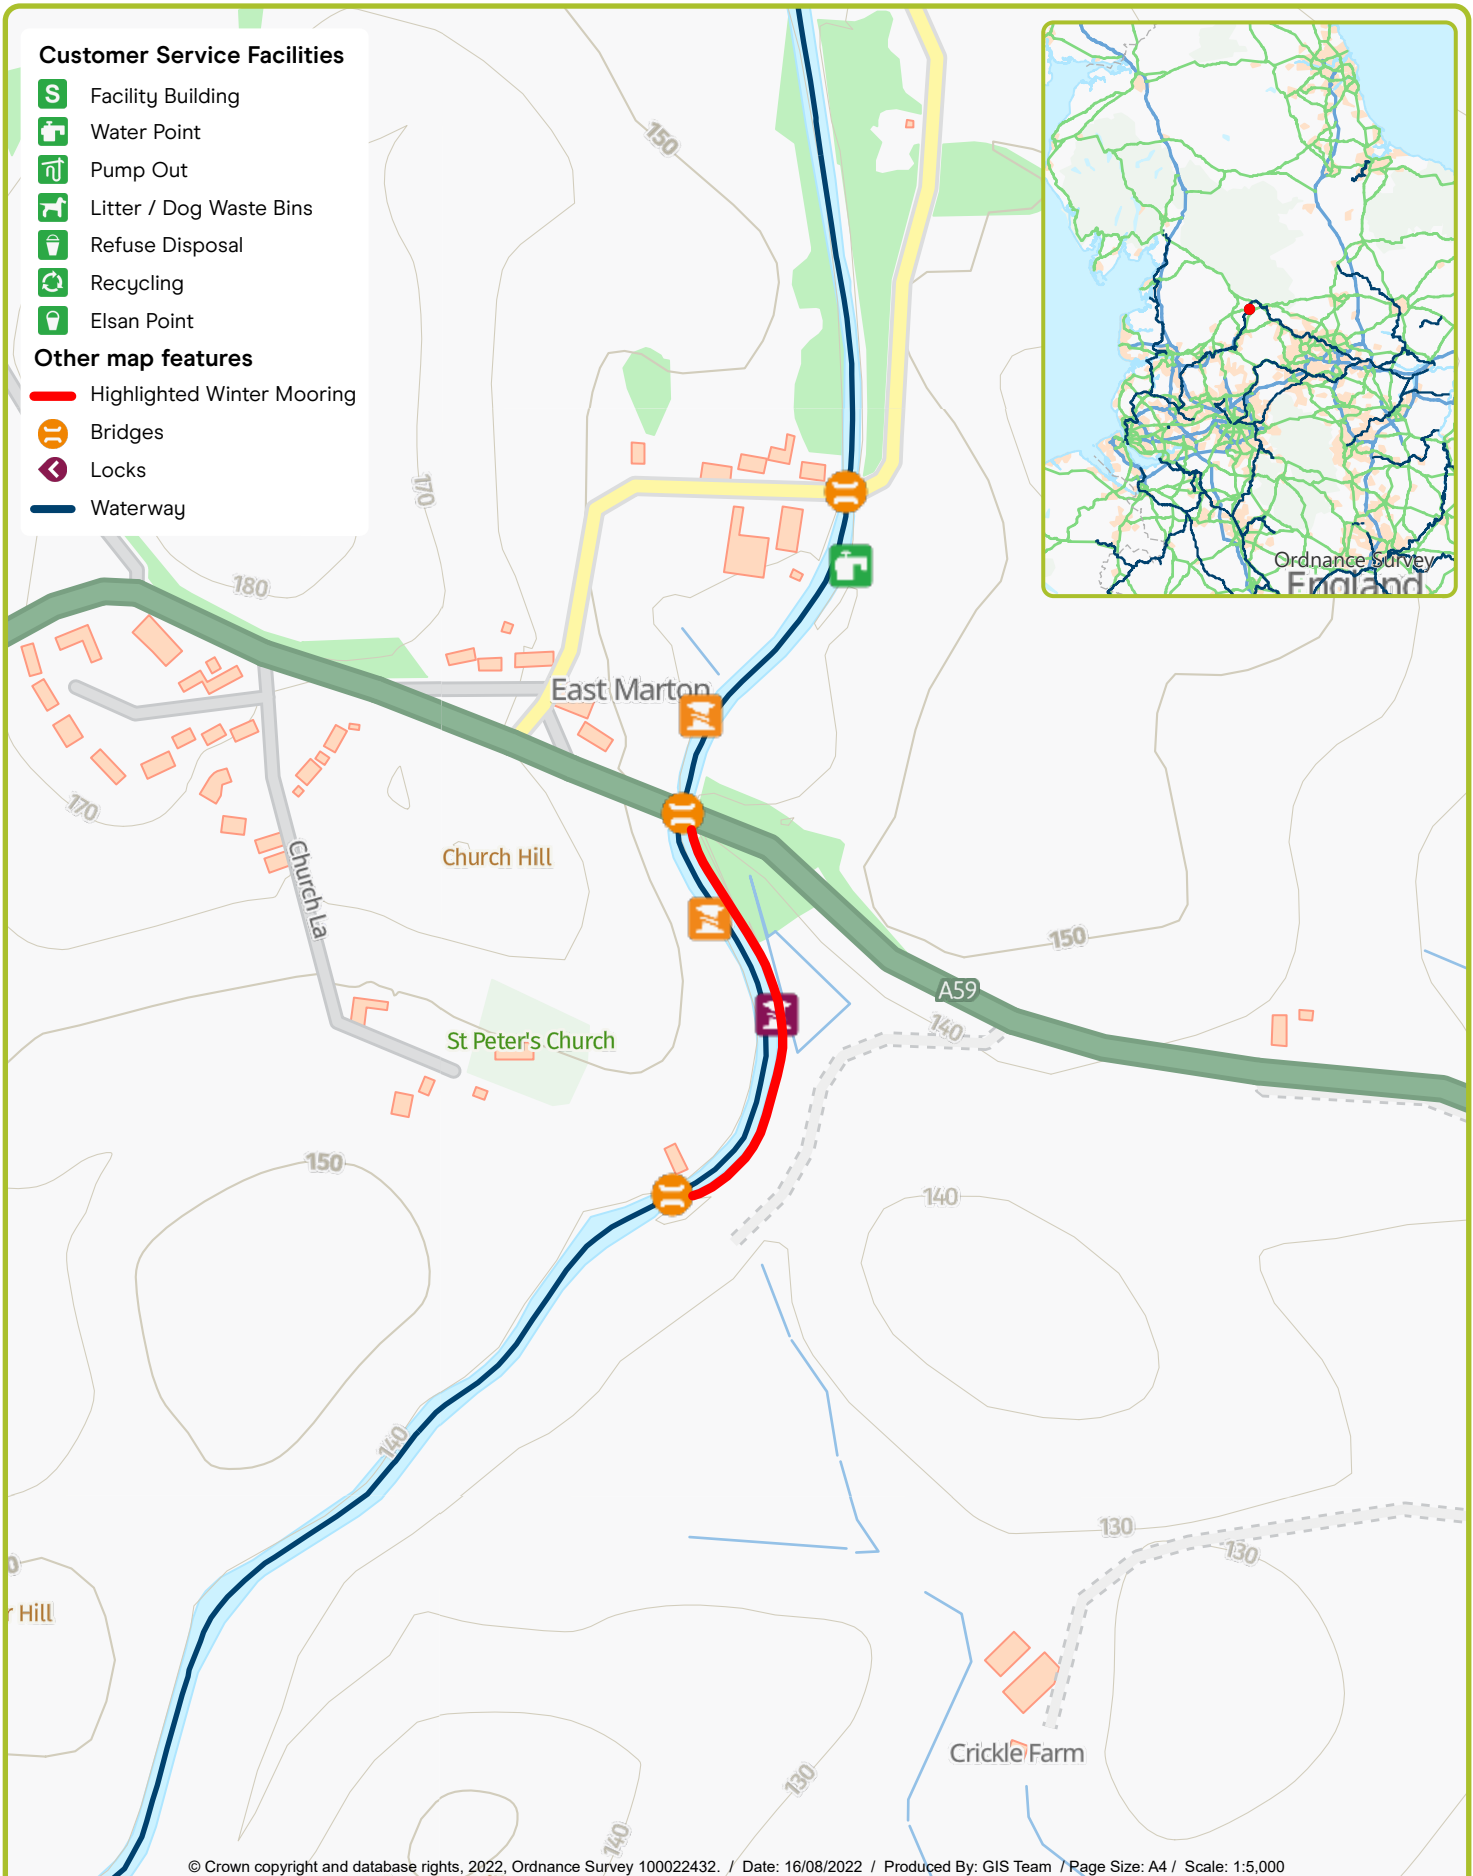 Customer Service Facilities
S
Facility Building
Water Point
Pump Out
Litter / Dog Waste Bins
Refuse Disposal
Recycling
Elsan Point
Other map features
Highlighted Winter Mooring
Bridges
Locks
Waterway
Ordnance Survey
England
150
170
180
East Marton
170
Church Hill
Church La
150
A59
140
St Peter's Church
150
140
140
130
130
0
r Hill
Crickle Farm
130
140
© Crown copyright and database rights, 2022, Ordnance Survey 100022432. / Date: 16/08/2022 / Produced By: GIS Team / Page Size: A4 / Scale: 1:5,000